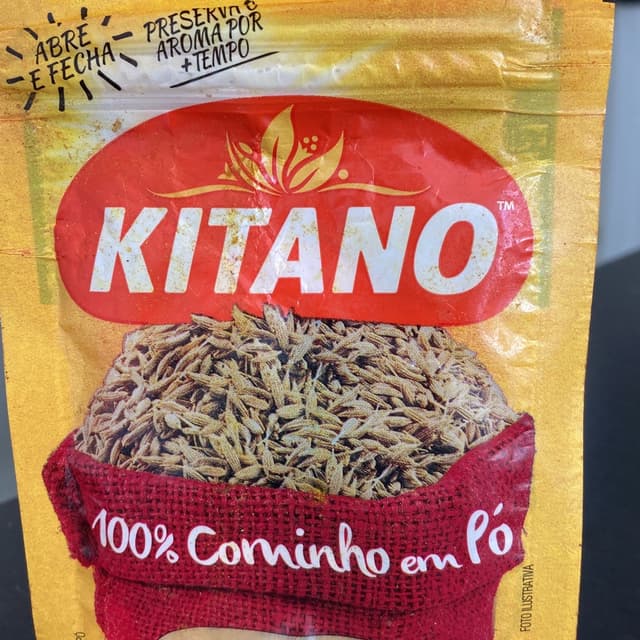 ABRE
E FECHA
PRESERVA O
AROMA POR
+ TEMPO
KITANO™
100% Cominho em Pó
FOTO ILUSTRATIVA